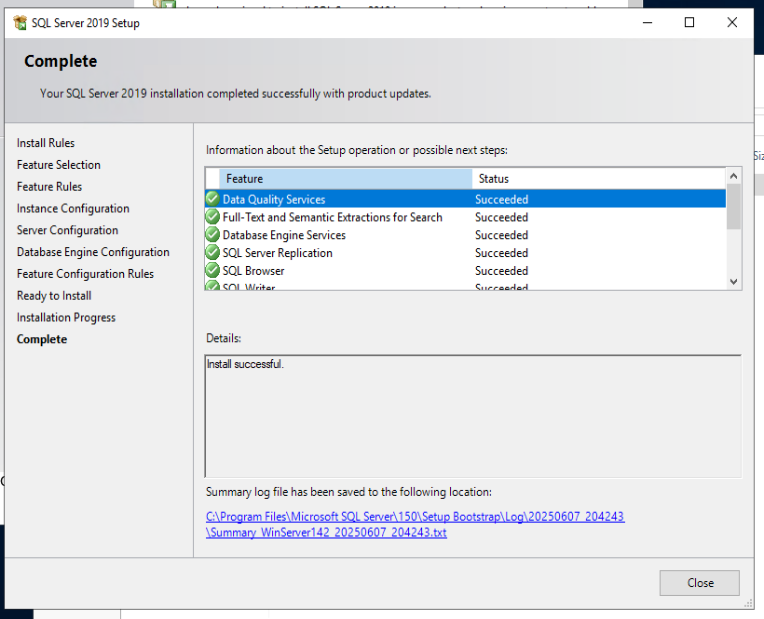 SQL Server 2019 Setup
Complete
Your SQL Server 2019 installation completed successfully with product updates.
Install Rules
Feature Selection
Feature Rules
Instance Configuration
Server Configuration
Database Engine Configuration
Feature Configuration Rules
Ready to Install
Installation Progress
Complete
Information about the Setup operation or possible next steps:
Feature Status
Data Quality Services Succeeded
Full-Text and Semantic Extractions for Search Succeeded
Database Engine Services Succeeded
SQL Server Replication Succeeded
SQL Browser Succeeded
SQL Writer Succeeded
Details:
Install successful.
Summary log file has been saved to the following location:
C:\Program Files\Microsoft SQL Server\150\Setup Bootstrap\Log\20250607_204243
\Summary_WinServer142_20250607_204243.txt
Close